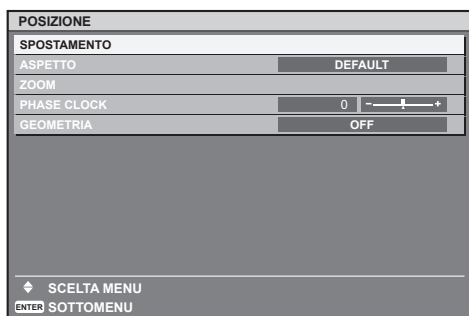 POSIZIONE
SPOSTAMENTO
ASPETTO DEFAULT
ZOOM
PHASE CLOCK 0 - +
GEOMETRIA OFF
SCELTA MENU
ENTER SOTTOMENU